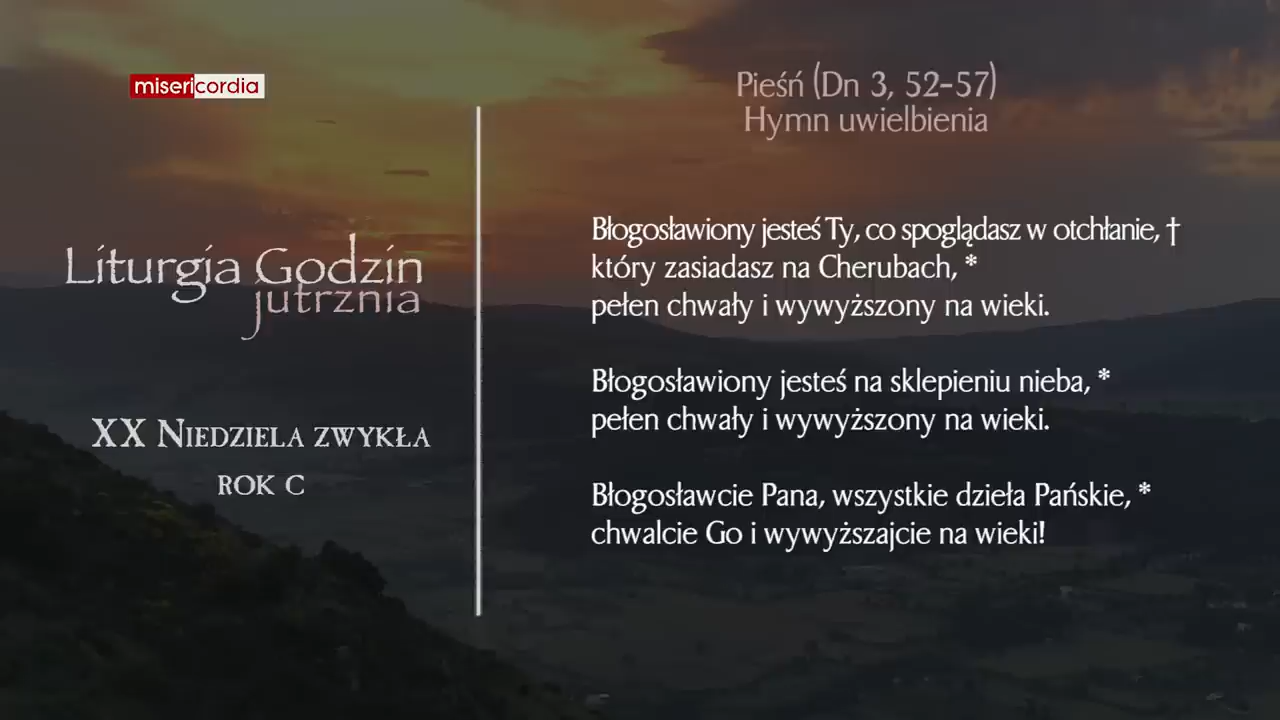 misericordia
Liturgia Godzin
jutrznia
XX Niedziela zwykła
rok C
Pieśń (Dn 3, 52-57)
Hymn uwielbienia
Błogosławiony jesteś Ty, co spoglądasz w otchłanie, †
który zasiadasz na Cherubach, *
pełen chwały i wywyższony na wieki.
Błogosławiony jesteś na sklepieniu nieba, *
pełen chwały i wywyższony na wieki.
Błogosławcie Pana, wszystkie dzieła Pańskie, *
chwalcie Go i wywyższajcie na wieki!